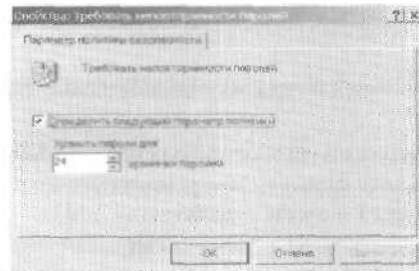 Свойства: требовать неповторяемости паролей
Параметр политики безопасности
Требовать неповторяемости паролей
Определить следующий параметр политики
Хранить пароли для
24
хранимых паролей
OK
Отмена